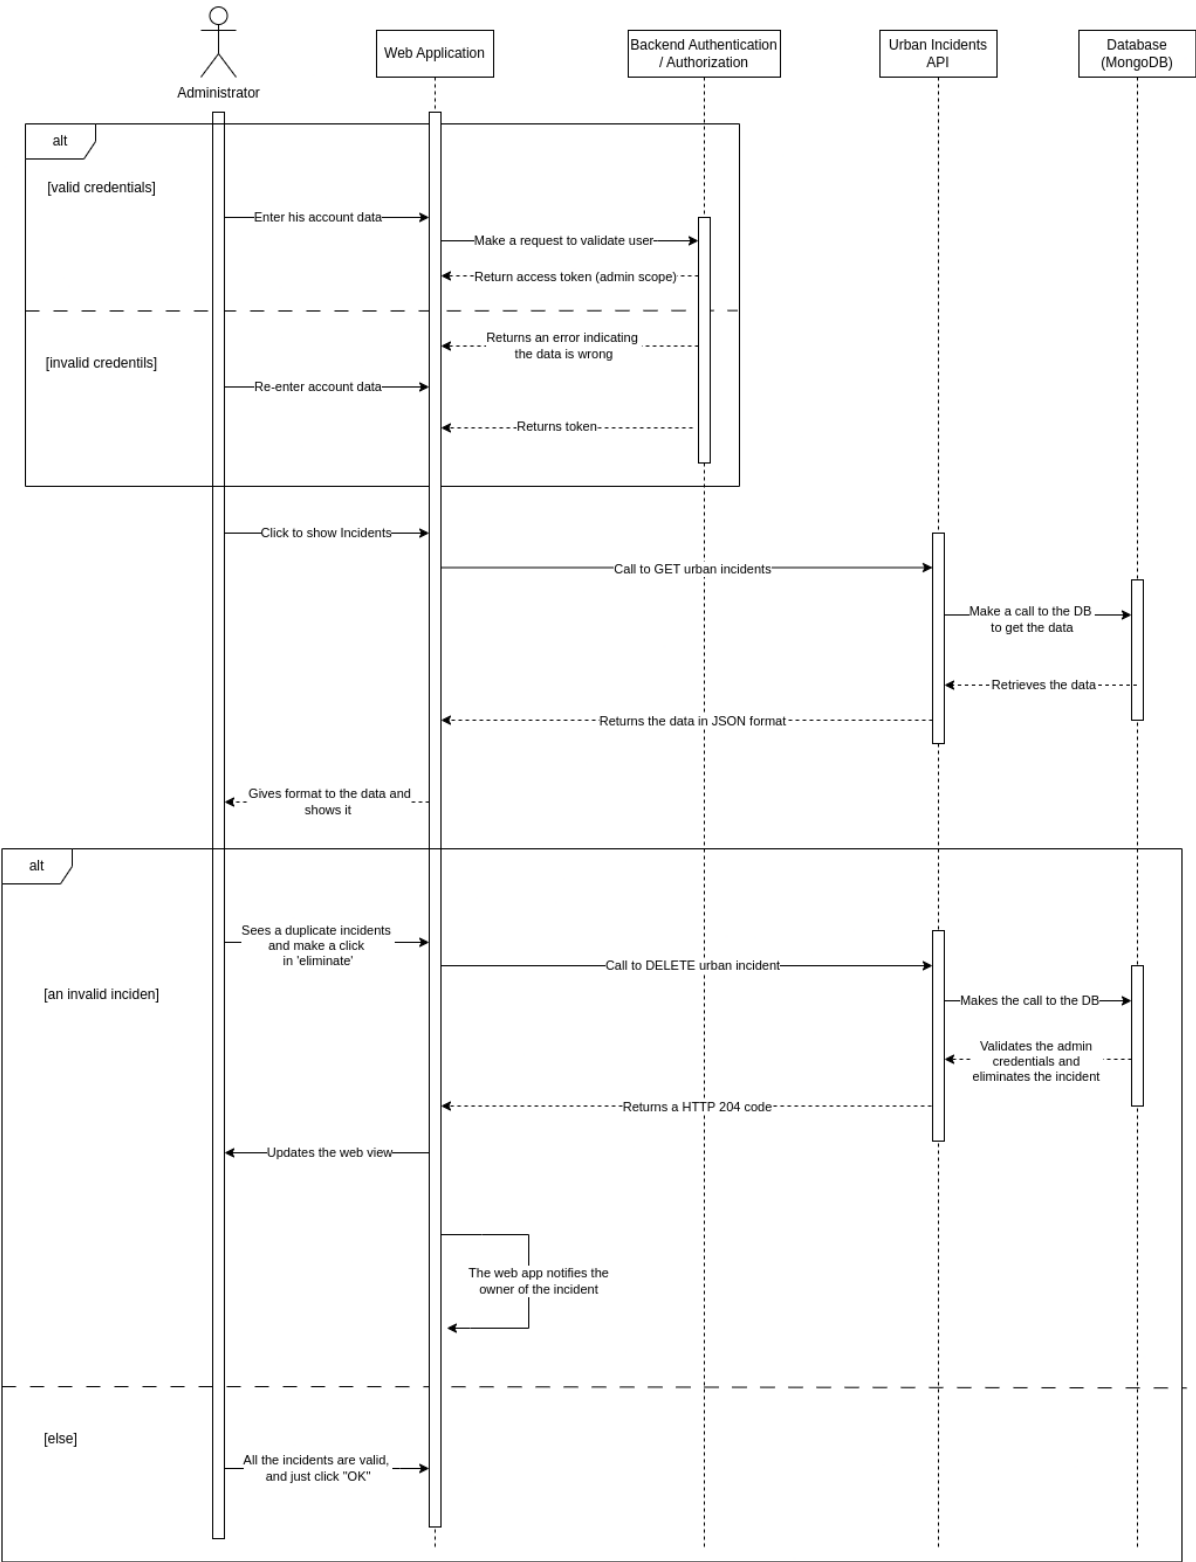 Administrator
Web Application
Backend Authentication
/ Authorization
Urban Incidents
API
Database
(MongoDB)
alt
[valid credentials]
Enter his account data
Make a request to validate user
Return access token (admin scope)
Returns an error indicating
the data is wrong
[invalid credentils]
Re-enter account data
Returns token
Click to show Incidents
Call to GET urban incidents
Make a call to the DB
to get the data
Retrieves the data
Returns the data in JSON format
Gives format to the data and
shows it
alt
Sees a duplicate incidents
and make a click
in 'eliminate'
Call to DELETE urban incident
[an invalid inciden]
Makes the call to the DB
Validates the admin
credentials and
eliminates the incident
Returns a HTTP 204 code
Updates the web view
The web app notifies the
owner of the incident
[else]
All the incidents are valid,
and just click "OK"